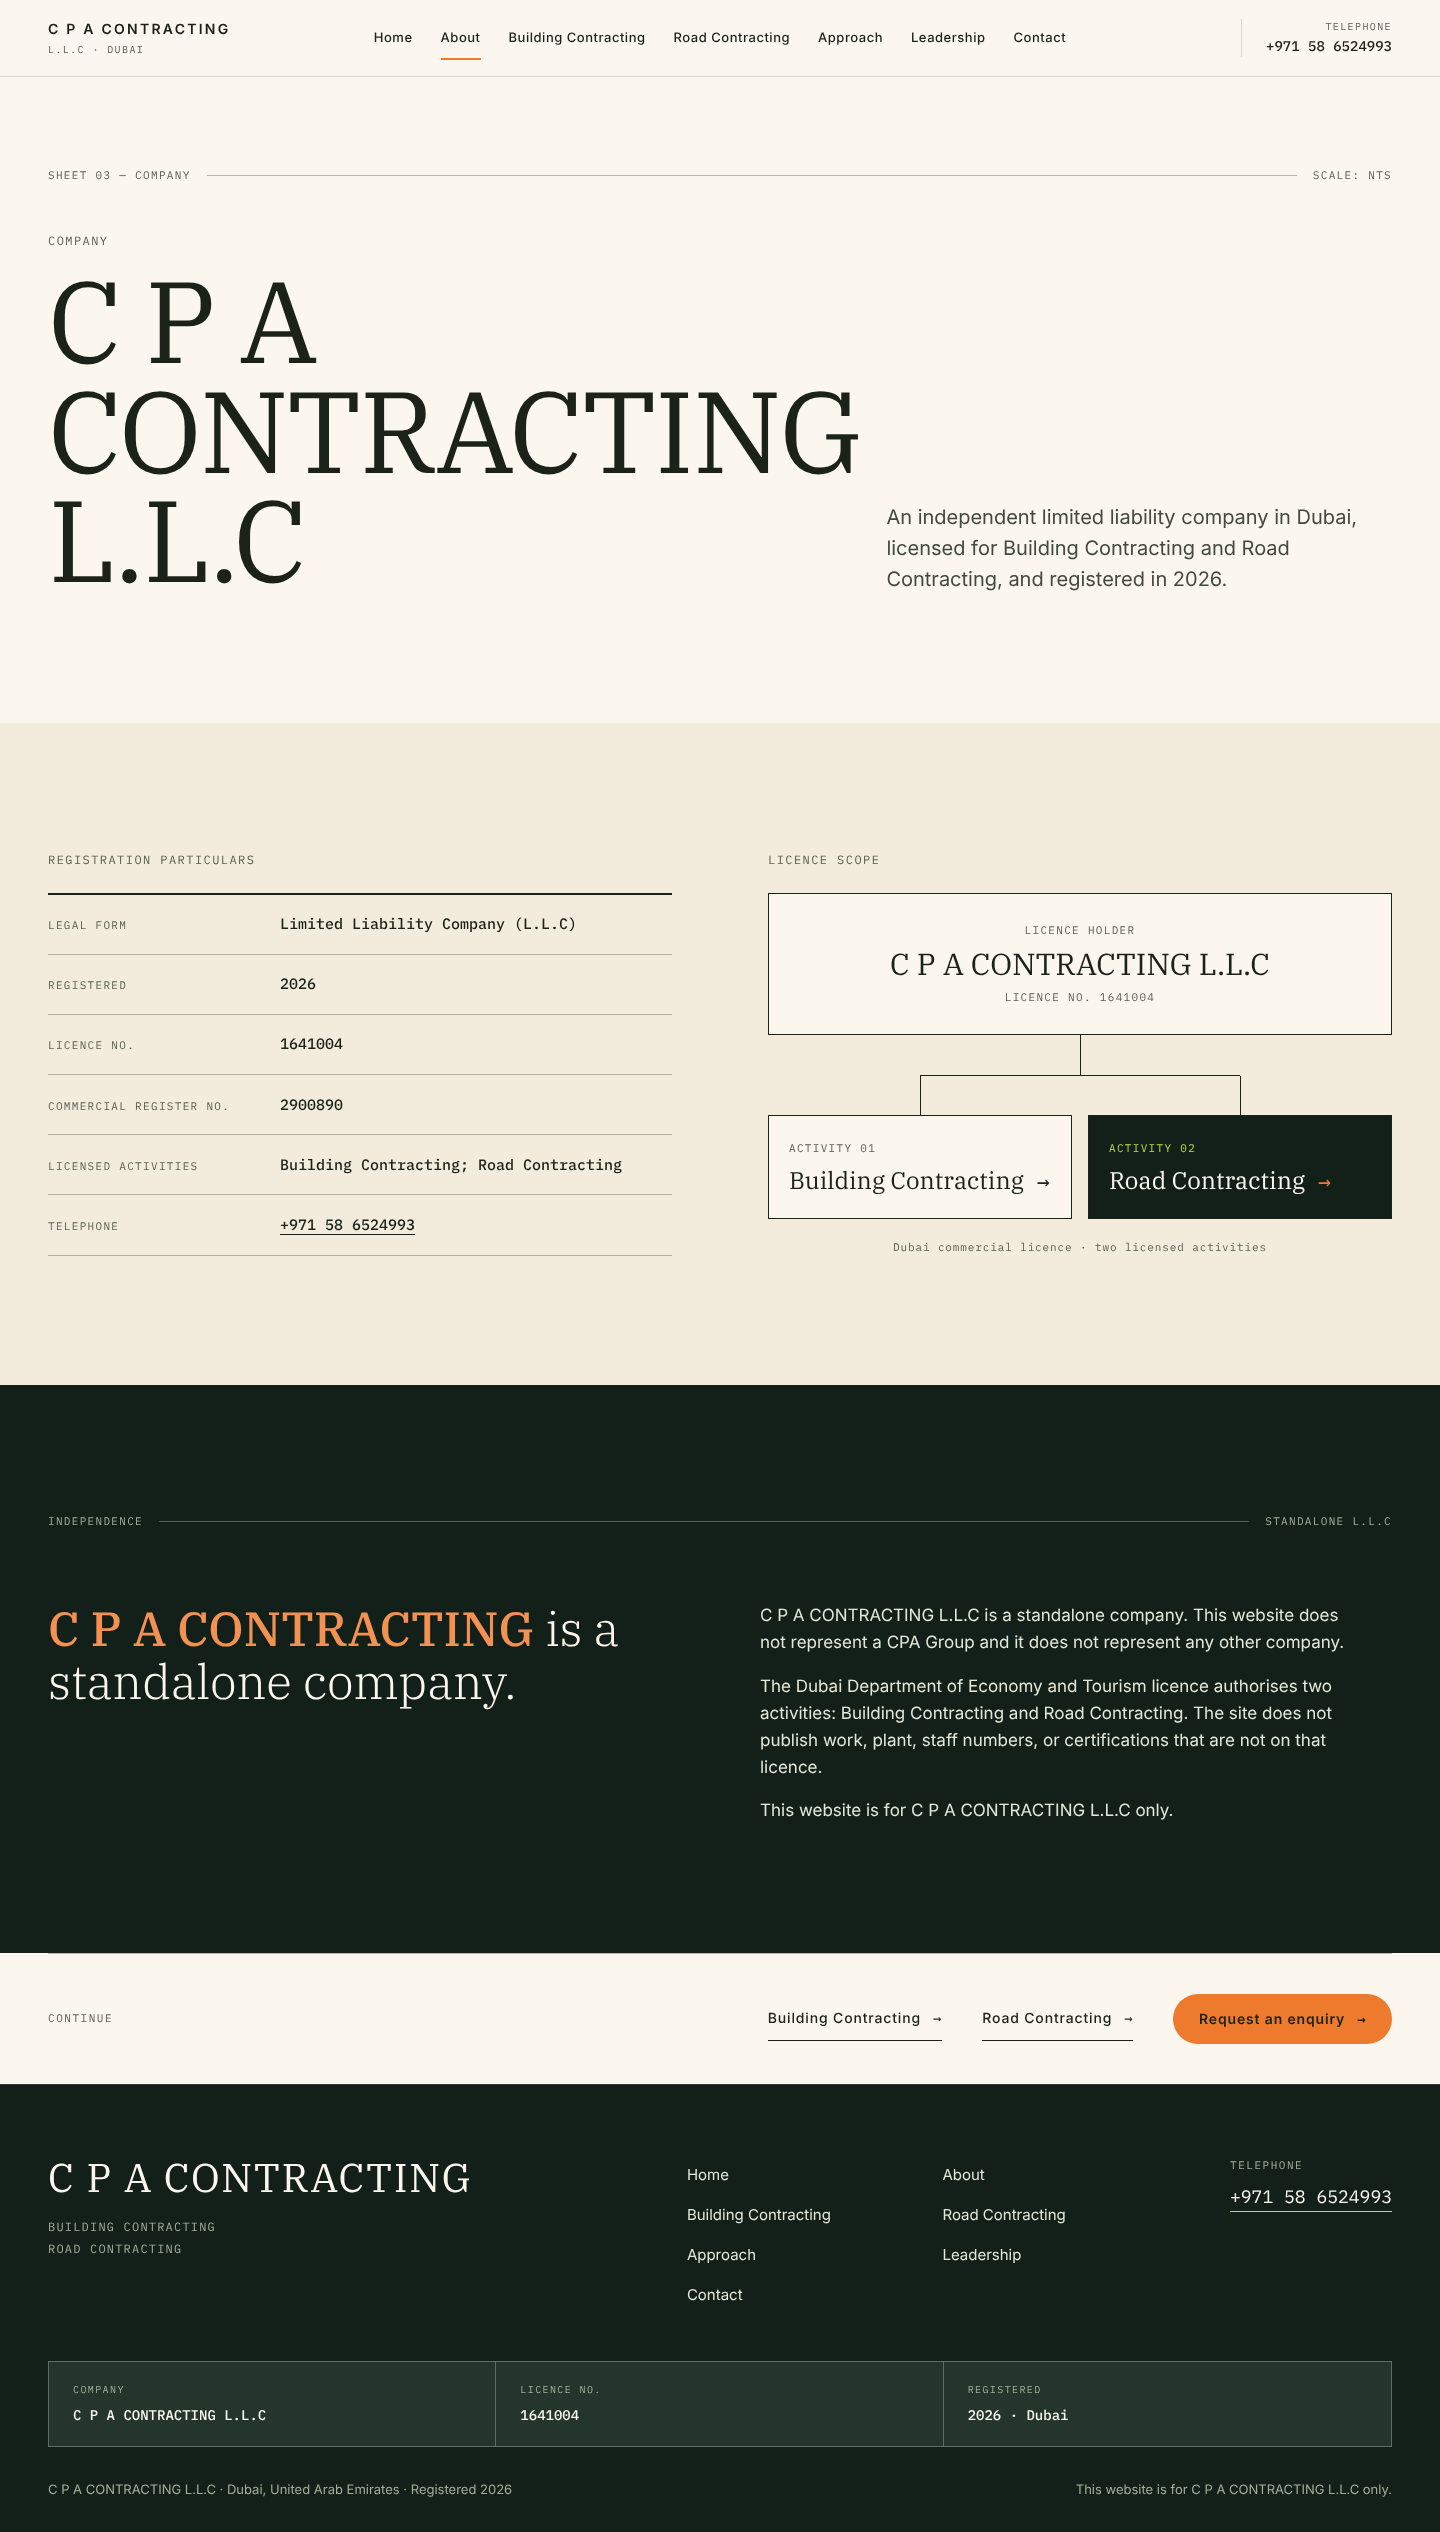 C P A CONTRACTING
L.L.C · DUBAI
Home
About
Building Contracting
Road Contracting
Approach
Leadership
Contact
TELEPHONE
+971 58 6524993
SHEET 03 — COMPANY
SCALE: NTS
COMPANY
C P A
CONTRACTING
L.L.C
An independent limited liability company in Dubai,
licensed for Building Contracting and Road
Contracting, and registered in 2026.
REGISTRATION PARTICULARS
LEGAL FORM
Limited Liability Company (L.L.C)
REGISTERED
2026
LICENCE NO.
1641004
COMMERCIAL REGISTER NO.
2900890
LICENSED ACTIVITIES
Building Contracting; Road Contracting
TELEPHONE
+971 58 6524993
LICENCE SCOPE
LICENCE HOLDER
C P A CONTRACTING L.L.C
LICENCE NO. 1641004
ACTIVITY 01
Building Contracting →
ACTIVITY 02
Road Contracting →
Dubai commercial licence · two licensed activities
INDEPENDENCE
STANDALONE L.L.C
C P A CONTRACTING is a
standalone company.
C P A CONTRACTING L.L.C is a standalone company. This website does
not represent a CPA Group and it does not represent any other company.
The Dubai Department of Economy and Tourism licence authorises two
activities: Building Contracting and Road Contracting. The site does not
publish work, plant, staff numbers, or certifications that are not on that
licence.
This website is for C P A CONTRACTING L.L.C only.
CONTINUE
Building Contracting →
Road Contracting →
Request an enquiry →
C P A CONTRACTING
BUILDING CONTRACTING
ROAD CONTRACTING
Home
About
Building Contracting
Road Contracting
Approach
Leadership
Contact
TELEPHONE
+971 58 6524993
COMPANY
C P A CONTRACTING L.L.C
LICENCE NO.
1641004
REGISTERED
2026 · Dubai
C P A CONTRACTING L.L.C · Dubai, United Arab Emirates · Registered 2026
This website is for C P A CONTRACTING L.L.C only.